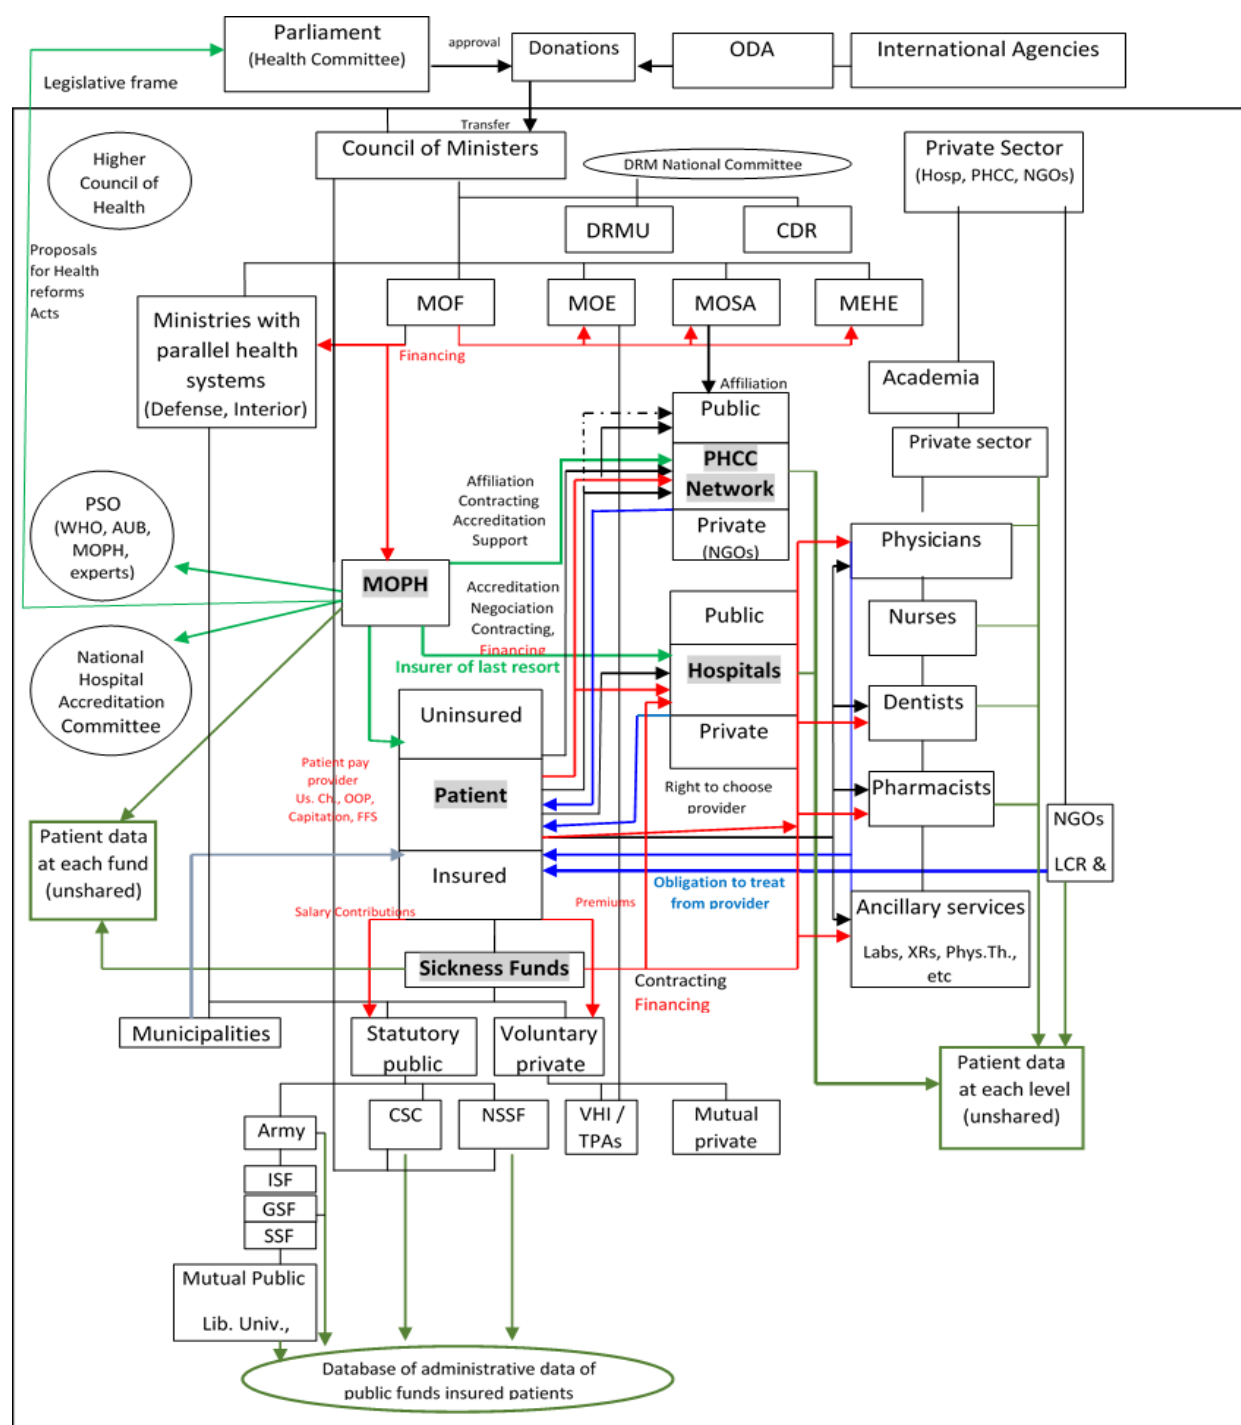 Parliament
(Health Committee)
approval
Donations
ODA
International Agencies
Legislative frame
Transfer
Council of Ministers
DRM National Committee
Private Sector
(Hosp, PHCC, NGOs)
Higher
Council of
Health
DRMU
CDR
Proposals
for Health
reforms
Acts
MOF
MOE
MOSA
MEHE
Ministries with
parallel health
systems
(Defense, Interior)
Financing
Academia
Affiliation
Public
PHCC
Network
Private
(NGOs)
Private sector
Affiliation
Contracting
Accreditation
Support
PSO
(WHO, AUB,
MOPH,
experts)
Physicians
MOPH
Accreditation
Negociation
Contracting,
Financing
Insurer of last resort
Public
Hospitals
Private
Nurses
National
Hospital
Accreditation
Committee
Dentists
Uninsured
Patient
Insured
Patient pay
provider
Us. Ch., OOP,
Capitation, FFS
Right to choose
provider
Pharmacists
Patient data
at each fund
(unshared)
NGOs
LCR &
Obligation to treat
from provider
Salary Contributions
Premiums
Ancillary services
Labs, XRs, Phys.Th.,
etc
Sickness Funds
Contracting
Financing
Municipalities
Statutory
public
Voluntary
private
Patient data
at each level
(unshared)
Army
CSC
NSSF
VHI /
TPAs
Mutual
private
ISF
GSF
SSF
Mutual Public
Lib. Univ.,
Database of administrative data of
public funds insured patients